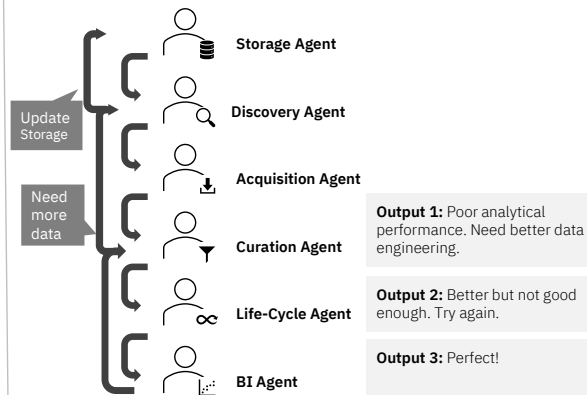 Storage Agent
Update
Storage
Discovery Agent
Acquisition Agent
Need
more
data
Curation Agent
Output 1: Poor analytical
performance. Need better data
engineering.
Life-Cycle Agent
Output 2: Better but not good
enough. Try again.
BI Agent
Output 3: Perfect!